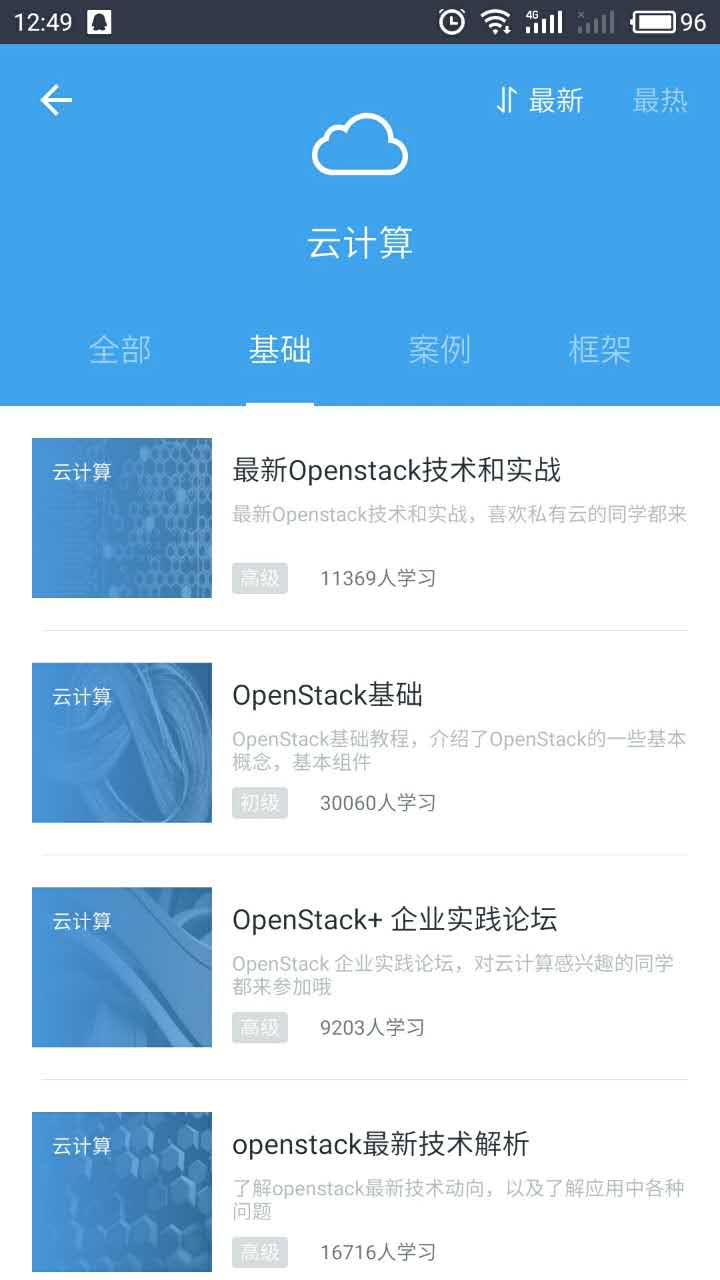 12:49 4G 96
最新 最热
云计算
全部 基础 案例 框架
云计算
最新Openstack技术和实战
最新Openstack技术和实战，喜欢私有云的同学都来
高级 11369人学习
云计算
OpenStack基础
OpenStack基础教程，介绍了OpenStack的一些基本
概念，基本组件
初级 30060人学习
云计算
OpenStack+ 企业实践论坛
OpenStack 企业实践论坛，对云计算感兴趣的同学
都来参加哦
高级 9203人学习
云计算
openstack最新技术解析
了解openstack最新技术动向，以及了解应用中各种
问题
高级 16716人学习